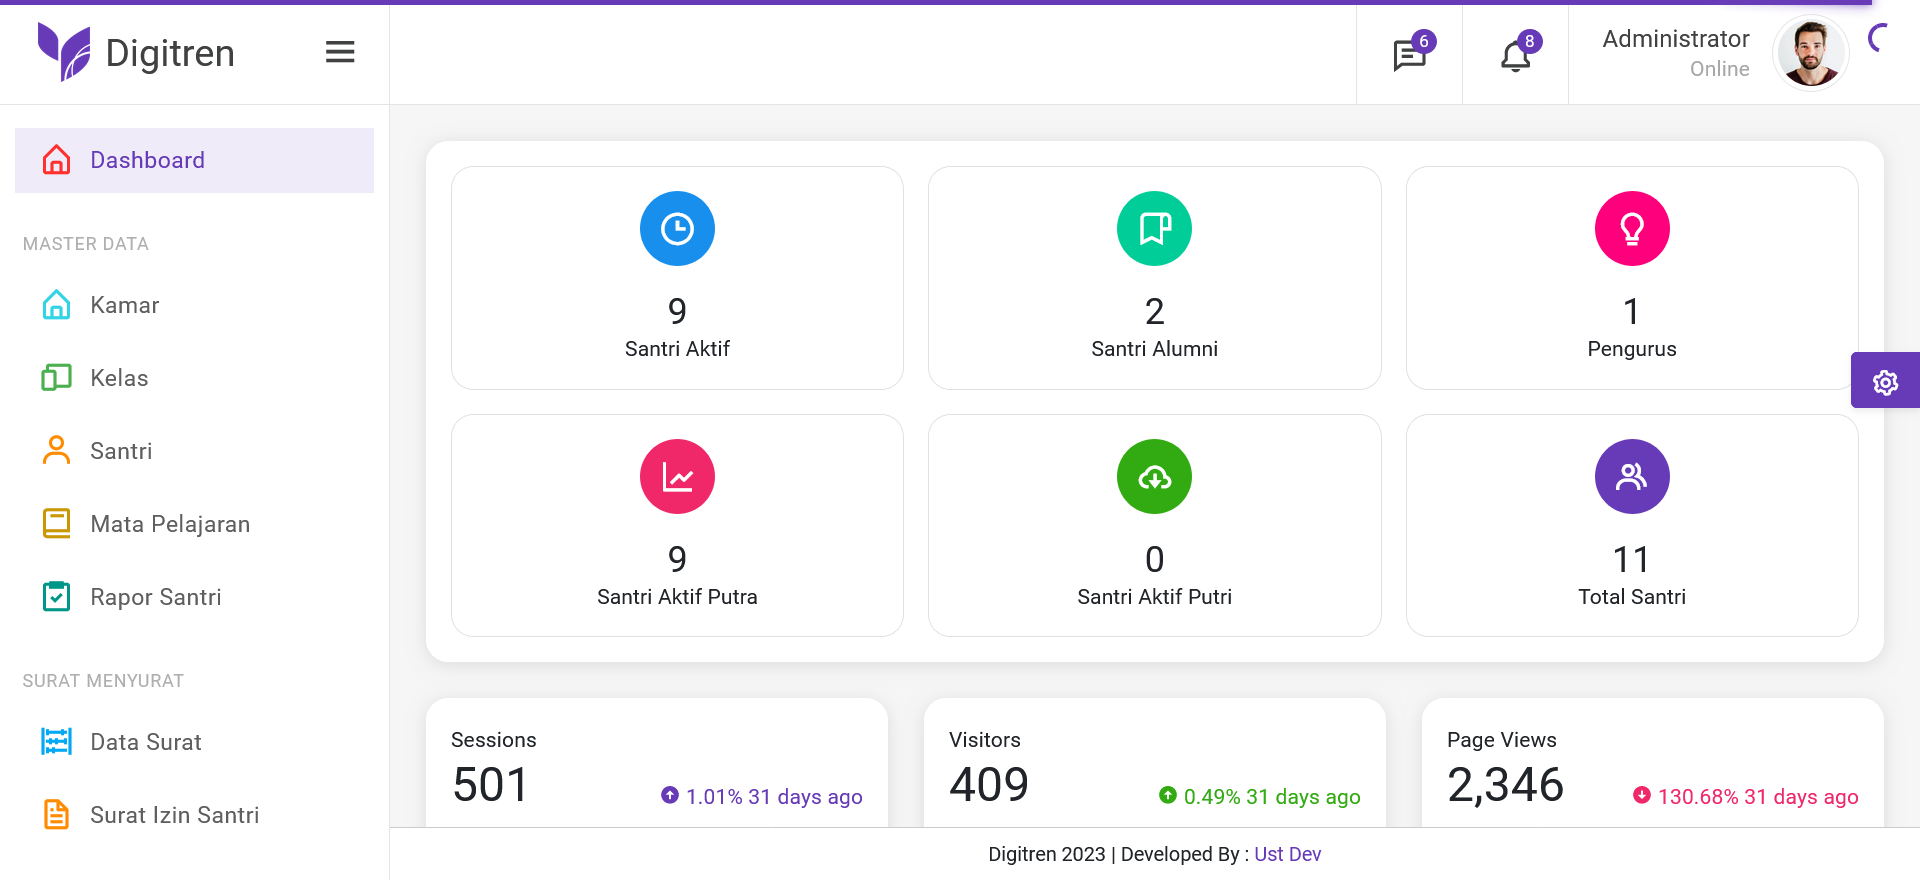 Digitren
6
8
Administrator
Online
Dashboard
MASTER DATA
Kamar
Kelas
Santri
Mata Pelajaran
Rapor Santri
SURAT MENYURAT
Data Surat
Surat Izin Santri
9
Santri Aktif
2
Santri Alumni
1
Pengurus
9
Santri Aktif Putra
0
Santri Aktif Putri
11
Total Santri
Sessions
501
1.01% 31 days ago
Visitors
409
0.49% 31 days ago
Page Views
2,346
130.68% 31 days ago
Digitren 2023 | Developed By : Ust Dev